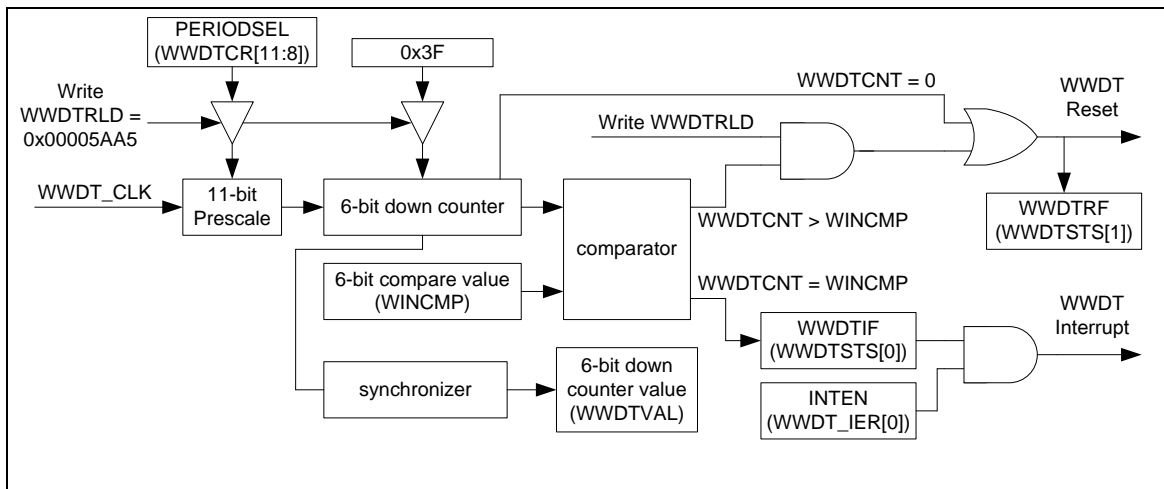 PERIODSEL
(WWDTCR[11:8])
0x3F
Write
WWDTRLD =
0x00005AA5
WWDTCNT = 0
WWDT
Reset
Write WWDTRLD
WWDT_CLK
11-bit
Prescale
6-bit down counter
comparator
WWDTCNT > WINCMP
WWDTRF
(WWDTSTS[1])
6-bit compare value
(WINCMP)
WWDTCNT = WINCMP
WWDTIF
(WWDTSTS[0])
WWDT
Interrupt
synchronizer
6-bit down
counter value
(WWDTVAL)
INTEN
(WWDT_IER[0])